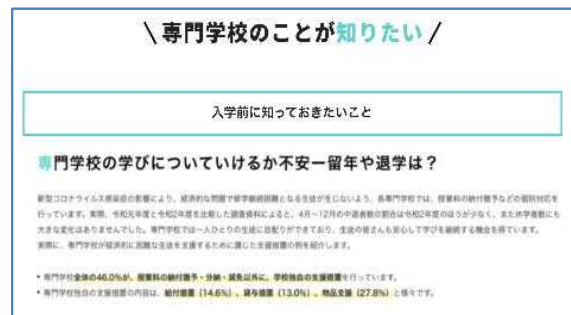 \ 専門学校のことが知りたい /
入学前に知っておきたいこと
専門学校の学びについていけるか不安ー留年や退学は？
新型コロナウイルス感染症の影響により、経済的な問題で修学継続困難となる生徒が生じないよう、各専門学校では、授業料の納付猶予などの個別対応を
行っています。実際、令和元年度と令和2年度を比較した調査資料によると、4月〜12月の中退者数の割合は令和2年度のほうが少なく、また休学者数にも
大きな変化はありませんでした。専門学校では一人ひとりの生徒に目配りができており、生徒の皆さんも安心して学びを継続する機会を得ています。
実際に、専門学校が経済的に困難な生徒を支援するために講じた支援措置の例を紹介します。
• 専門学校全体の46.0%が、授業料の納付猶予・分納・減免以外に、学校独自の支援措置を行っています。
• 専門学校独自の支援措置の内容は、給付措置（14.6%）、貸与措置（13.0%）、物品支援（27.8%）と様々です。